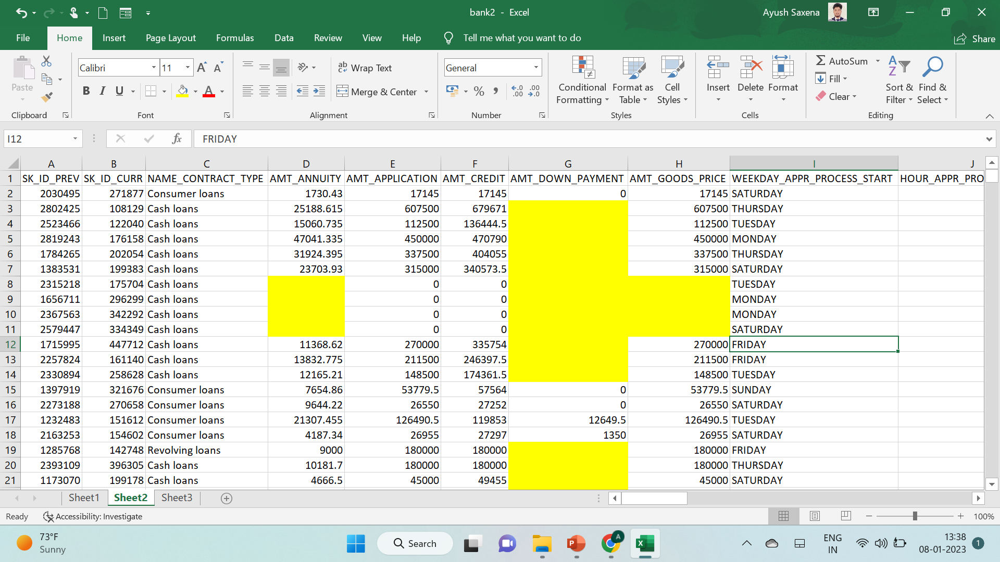 bank2 - Excel
Ayush Saxena
File Home Insert Page Layout Formulas Data Review View Help Tell me what you want to do Share
Calibri 11 Wrap Text General AutoSum
Paste B I U Merge & Center % Conditional Formatting Format as Table Cell Styles Insert Delete Format Fill Clear Sort & Filter Find & Select
Clipboard Font Alignment Number Styles Cells Editing
I12 fx FRIDAY
A B C D E F G H I J
1 SK_ID_PREV SK_ID_CURR NAME_CONTRACT_TYPE AMT_ANNUITY AMT_APPLICATION AMT_CREDIT AMT_DOWN_PAYMENT AMT_GOODS_PRICE WEEKDAY_APPR_PROCESS_START HOUR_APPR_PRO
2 2030495 271877 Consumer loans 1730.43 17145 17145 0 17145 SATURDAY
3 2802425 108129 Cash loans 25188.615 607500 679671 607500 THURSDAY
4 2523466 122040 Cash loans 15060.735 112500 136444.5 112500 TUESDAY
5 2819243 176158 Cash loans 47041.335 450000 470790 450000 MONDAY
6 1784265 202054 Cash loans 31924.395 337500 404055 337500 THURSDAY
7 1383531 199383 Cash loans 23703.93 315000 340573.5 315000 SATURDAY
8 2315218 175704 Cash loans 0 0 TUESDAY
9 1656711 296299 Cash loans 0 0 MONDAY
10 2367563 342292 Cash loans 0 0 MONDAY
11 2579447 334349 Cash loans 0 0 SATURDAY
12 1715995 447712 Cash loans 11368.62 270000 335754 270000 FRIDAY
13 2257824 161140 Cash loans 13832.775 211500 246397.5 211500 FRIDAY
14 2330894 258628 Cash loans 12165.21 148500 174361.5 148500 TUESDAY
15 1397919 321676 Consumer loans 7654.86 53779.5 57564 0 53779.5 SUNDAY
16 2273188 270658 Consumer loans 9644.22 26550 27252 0 26550 SATURDAY
17 1232483 151612 Consumer loans 21307.455 126490.5 119853 12649.5 126490.5 TUESDAY
18 2163253 154602 Consumer loans 4187.34 26955 27297 1350 26955 SATURDAY
19 1285768 142748 Revolving loans 9000 180000 180000 180000 FRIDAY
20 2393109 396305 Cash loans 10181.7 180000 180000 180000 THURSDAY
21 1173070 199178 Cash loans 4666.5 45000 49455 45000 SATURDAY
Sheet1 Sheet2 Sheet3
Ready Accessibility: Investigate 100%
73°F
Sunny
Search
ENG
IN
13:38
08-01-2023
1